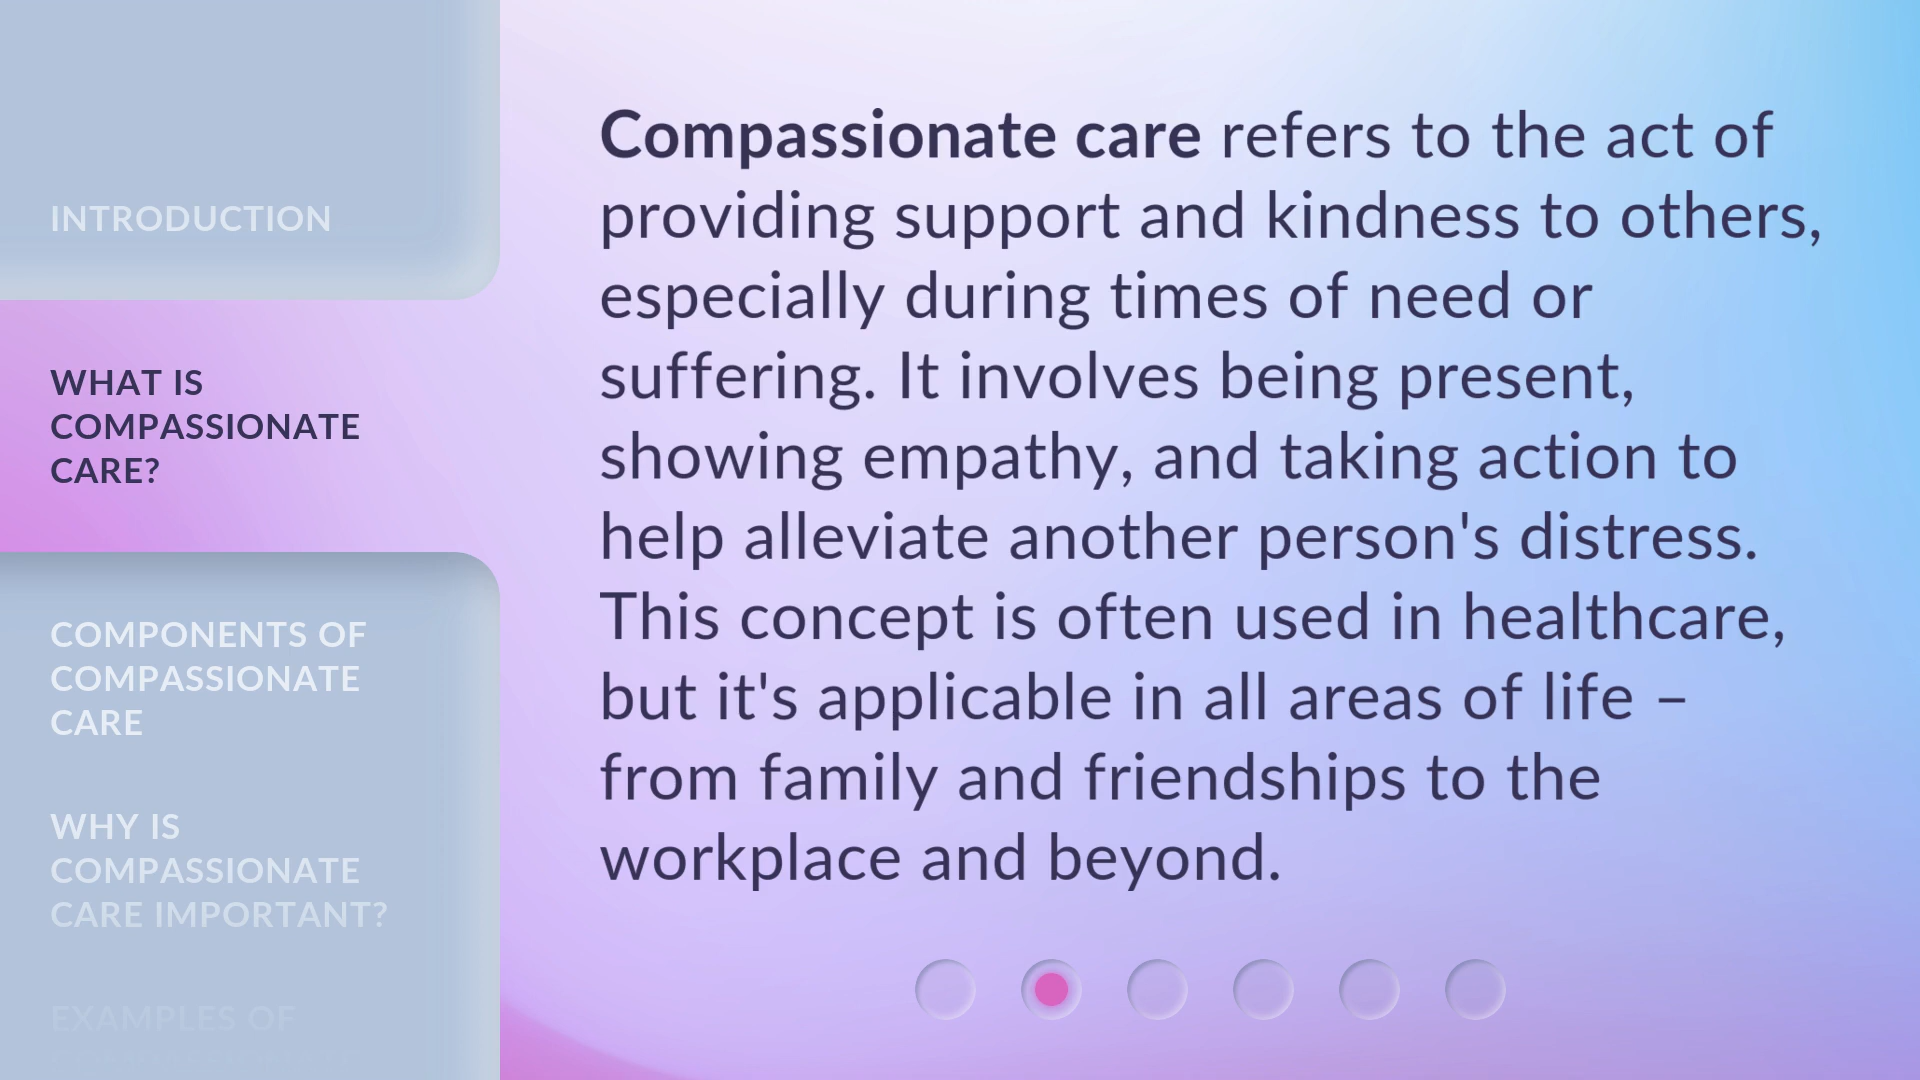 INTRODUCTION
WHAT IS
COMPASSIONATE
CARE?
COMPONENTS OF
COMPASSIONATE
CARE
WHY IS
COMPASSIONATE
CARE IMPORTANT?
EXAMPLES OF
Compassionate care refers to the act of
providing support and kindness to others,
especially during times of need or
suffering. It involves being present,
showing empathy, and taking action to
help alleviate another person's distress.
This concept is often used in healthcare,
but it's applicable in all areas of life –
from family and friendships to the
workplace and beyond.